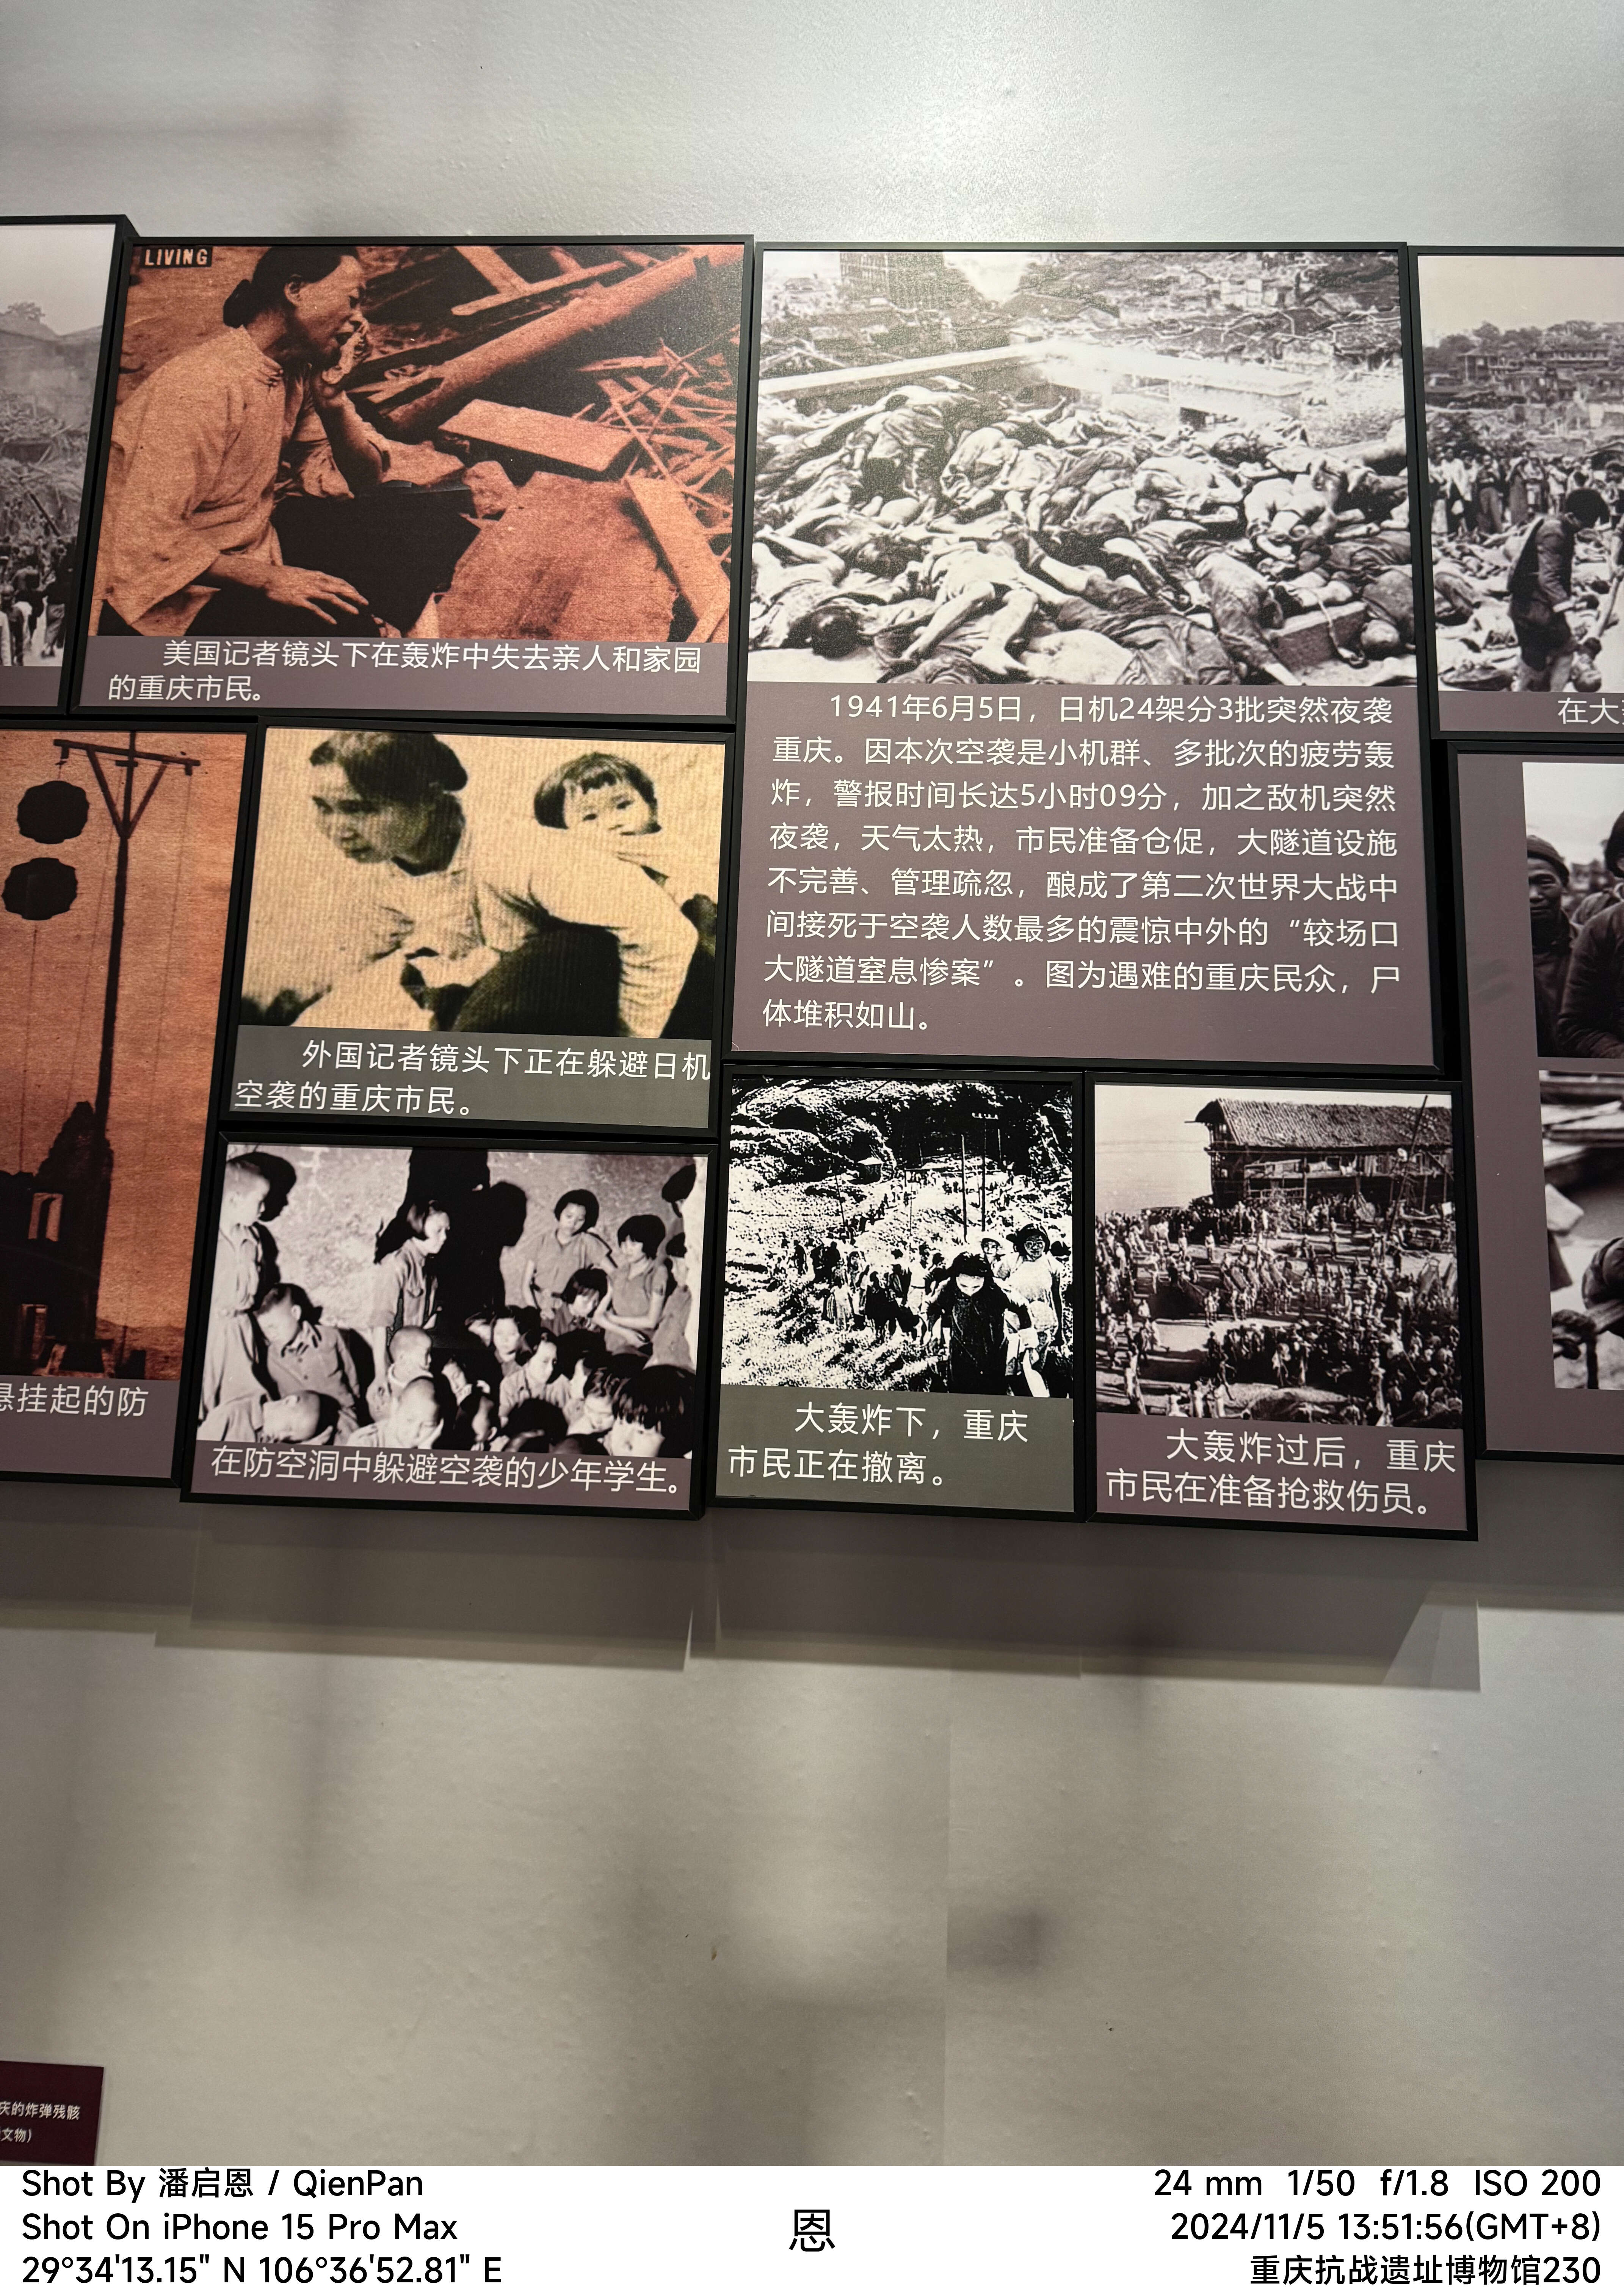 LIVING
美国记者镜头下在轰炸中失去亲人和家园
的重庆市民。
1941年6月5日，日机24架分3批突然夜袭
重庆。因本次空袭是小机群、多批次的疲劳轰
炸，警报时间长达5小时09分，加之敌机突然
夜袭，天气太热，市民准备仓促，大隧道设施
不完善、管理疏忽，酿成了第二次世界大战中
间接死于空袭人数最多的震惊中外的“较场口
大隧道窒息惨案”。图为遇难的重庆民众，尸
体堆积如山。
在大
外国记者镜头下正在躲避日机
空袭的重庆市民。
悬挂起的防
在防空洞中躲避空袭的少年学生。
大轰炸下，重庆
市民正在撤离。
大轰炸过后，重庆
市民在准备抢救伤员。
庆的炸弹残骸
文物）
Shot By 潘启恩 / QienPan
Shot On iPhone 15 Pro Max
29°34'13.15" N 106°36'52.81" E
恩
24 mm 1/50 f/1.8 ISO 200
2024/11/5 13:51:56(GMT+8)
重庆抗战遗址博物馆230